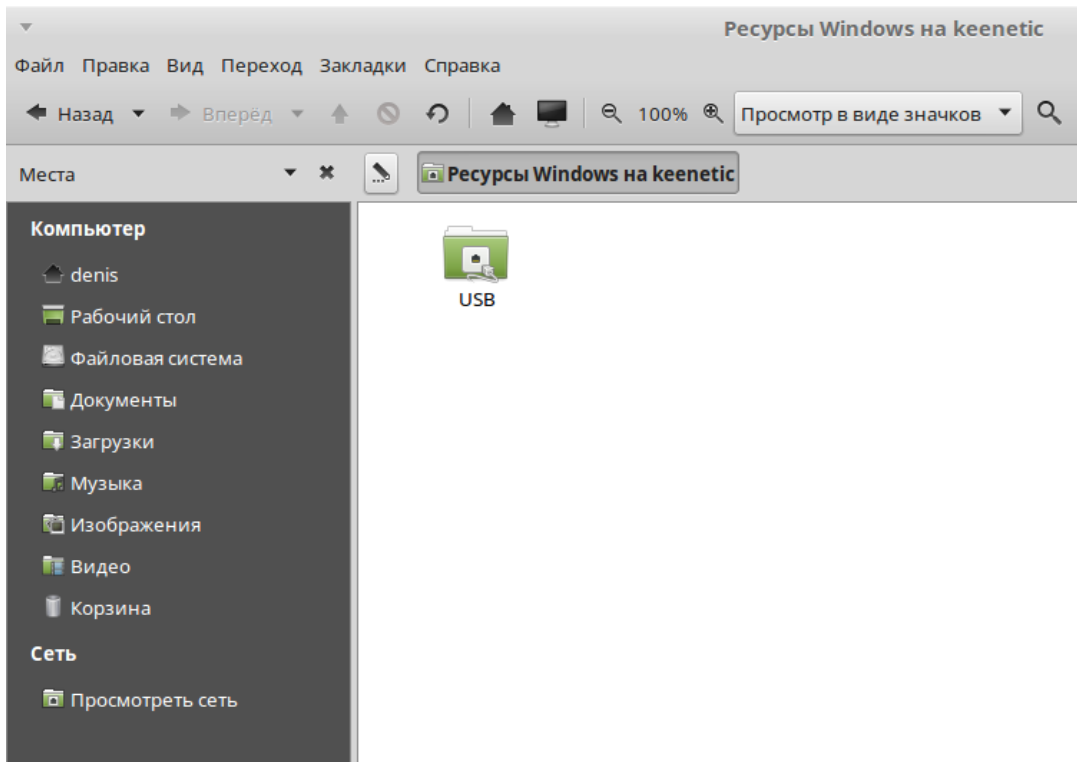 Ресурсы Windows на keenetic
Файл Правка Вид Переход Закладки Справка
Назад Вперёд 100% Просмотр в виде значков
Места
Ресурсы Windows на keenetic
Компьютер
denis
Рабочий стол
Файловая система
Документы
Загрузки
Музыка
Изображения
Видео
Корзина
Сеть
Просмотреть сеть
USB